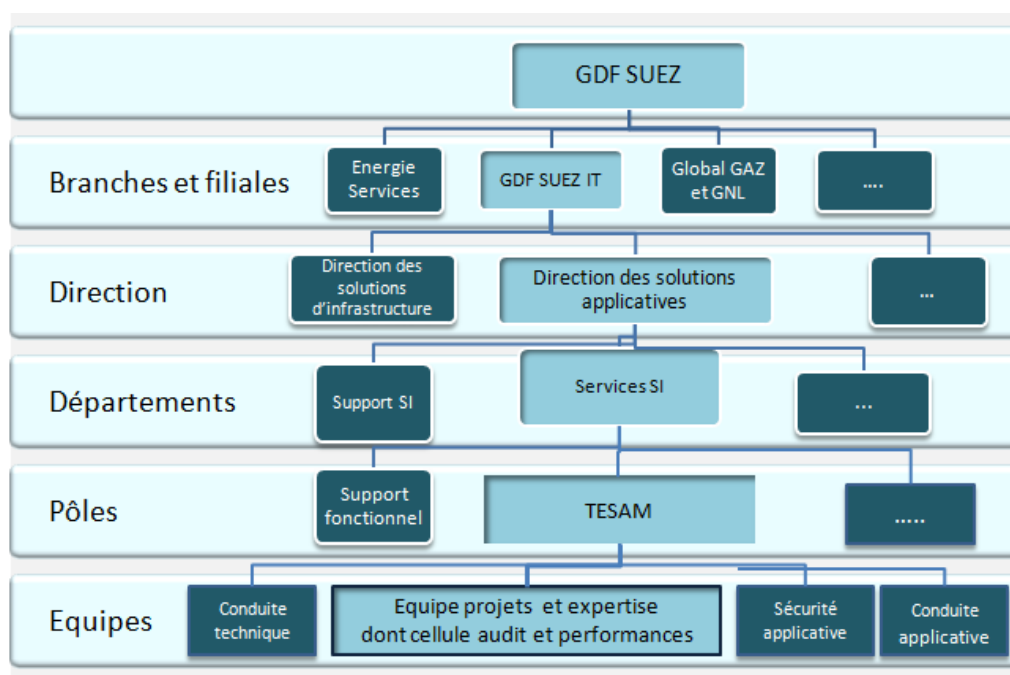 GDF SUEZ
Branches et filiales
Energie
Services
GDF SUEZ IT
Global GAZ
et GNL
....
Direction
Direction des
solutions
d'infrastructure
Direction des solutions
applicatives
...
Départements
Support SI
Services SI
...
Pôles
Support
fonctionnel
TESAM
.....
Equipes
Conduite
technique
Equipe projets et expertise
dont cellule audit et performances
Sécurité
applicative
Conduite
applicative